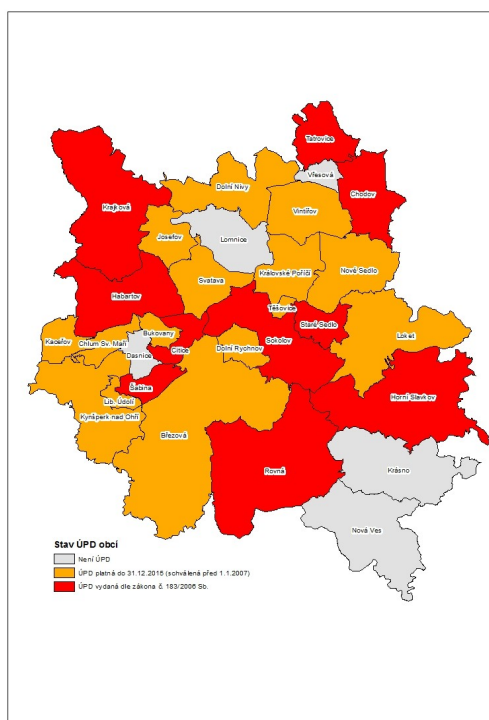 Tatrovice
Vřesová
Chodov
Dolní Nivy
Krajková
Vintířov
Josefov
Lomnice
Královské Poříčí
Nové Sedlo
Svatava
Habartov
Těšovice
Staré Sedlo
Bukovany
Loket
Kaceřov
Chlum Sv. Maří
Citice
Sokolov
Dolní Rychnov
Dasnice
Šabina
Lib. Údolí
Horní Slavkov
Kynšperk nad Ohří
Březová
Rovná
Krásno
Nová Ves
Stav ÚPD obcí
Není ÚPD
ÚPD platná do 31.12.2015 (schválená před 1.1.2007)
ÚPD vydaná dle zákona č. 183/2006 Sb.